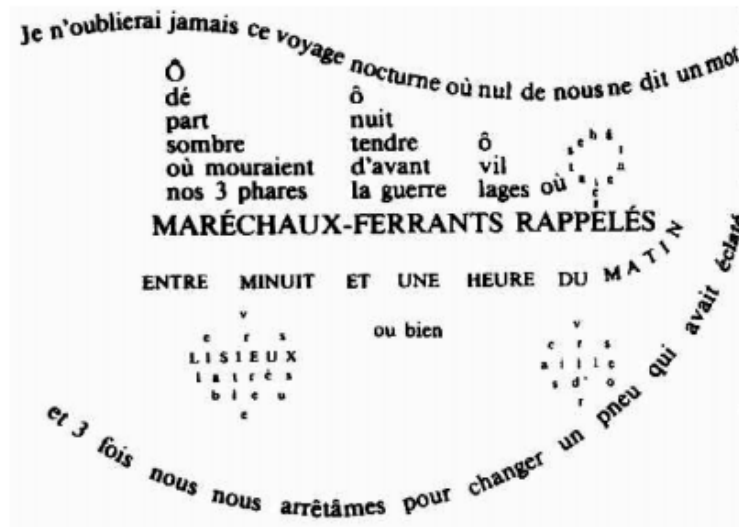 Je n'oublierai jamais ce voyage nocturne où nul de nous ne dit un mot
Ô
dé
part
sombre
où mouraient
nos 3 phares
ô
nuit
tendre
d'avant
la guerre
ô
vil
lages où
MARÉCHAUX-FERRANTS RAPPELÉS
ENTRE MINUIT ET UNE HEURE DU MATIN
v
e r s
LISIEUX
l a t r è s
b l e u
e
ou bien
v
e r s
a i l l e
s d' o
r
et 3 fois nous nous arrêtâmes pour changer un pneu qui avait éclaté